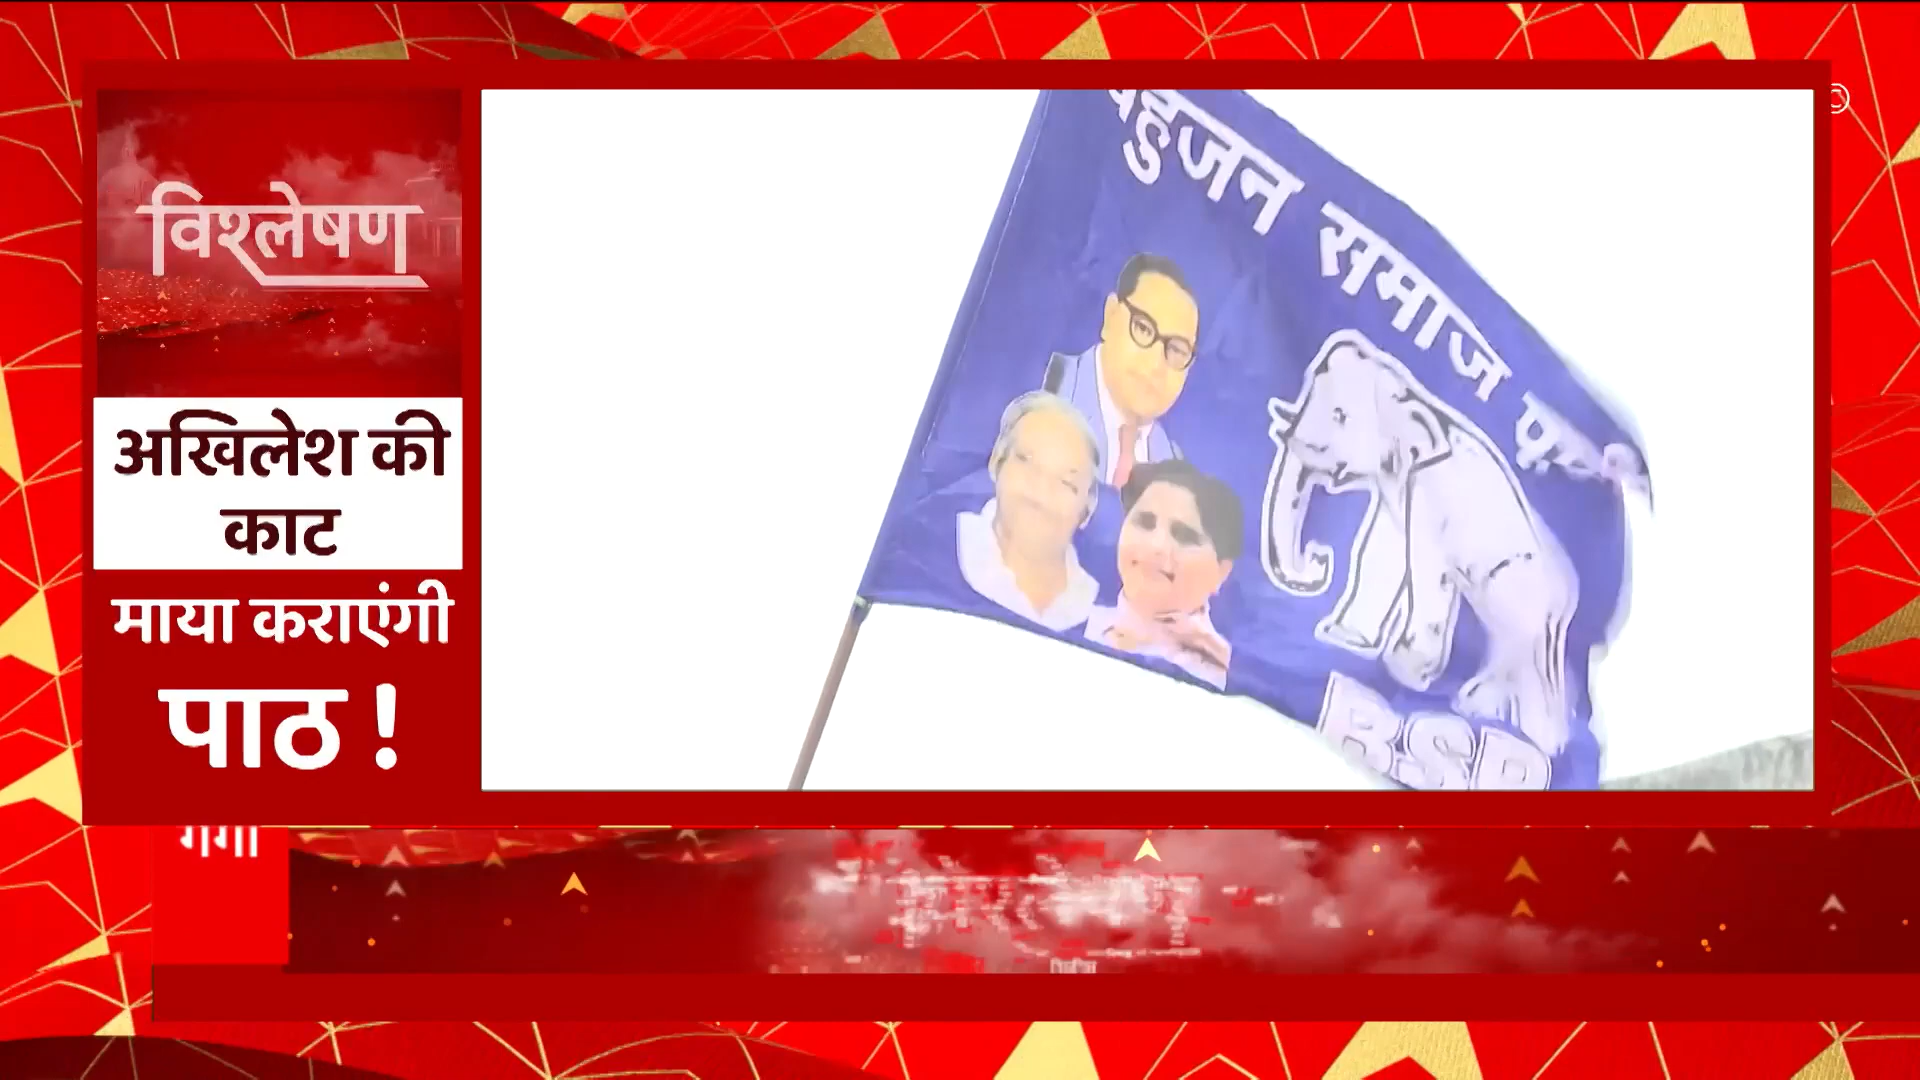 विश्लेषण
अखिलेश की
काट
माया कराएंगी
पाठ !
बहुजन समाज
BSP